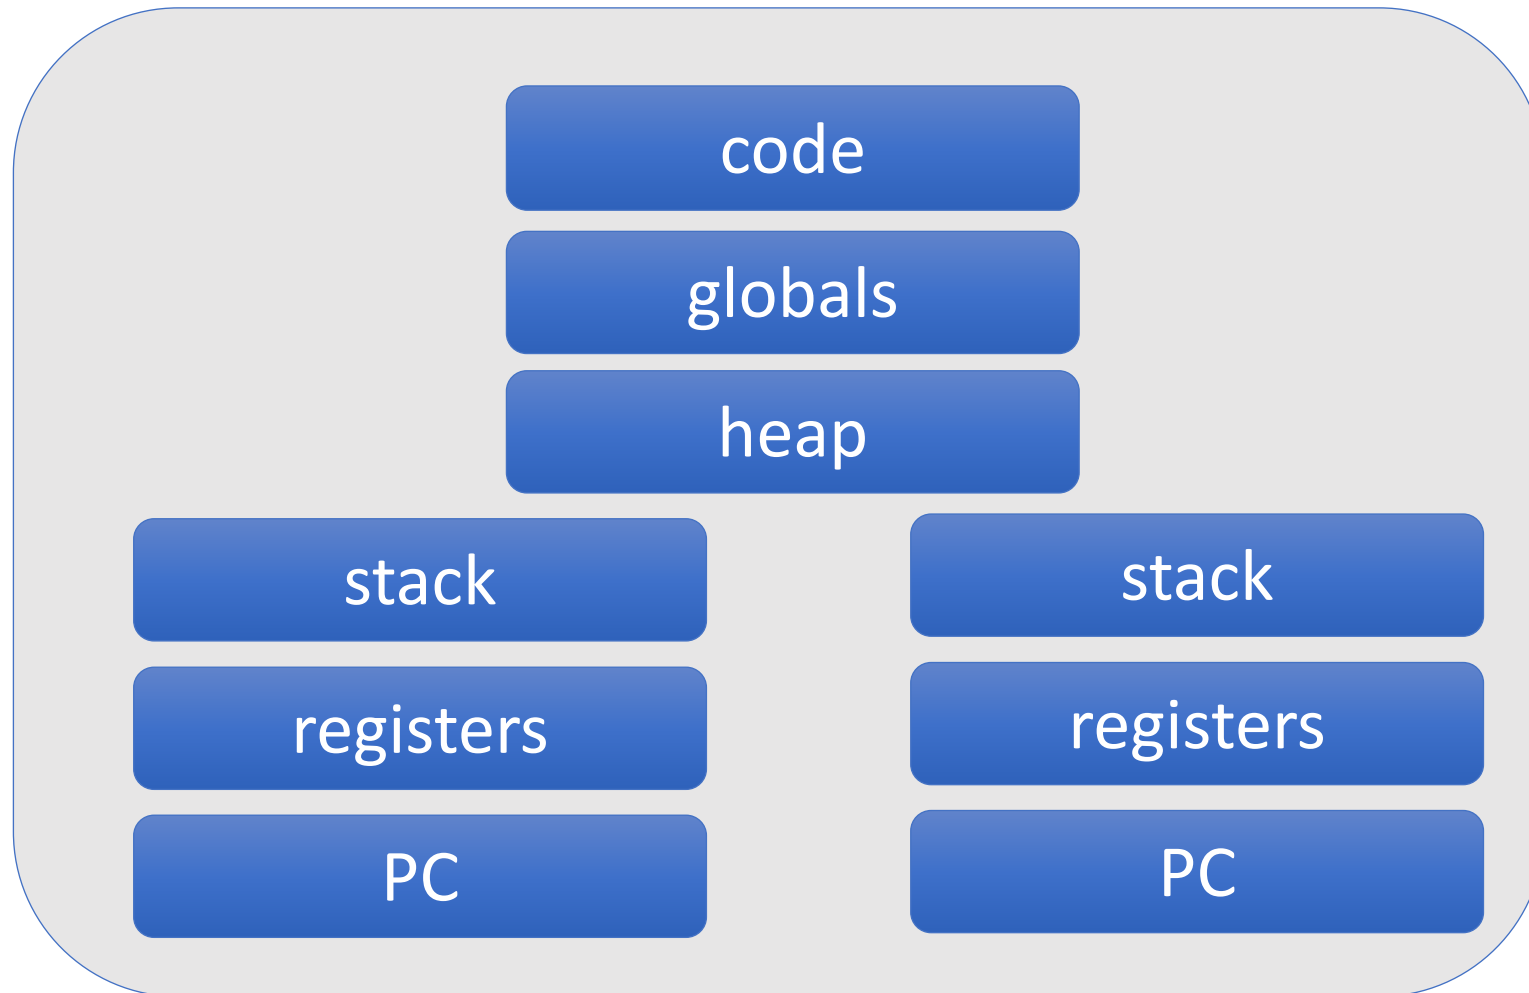 code
globals
heap
stack
stack
registers
registers
PC
PC